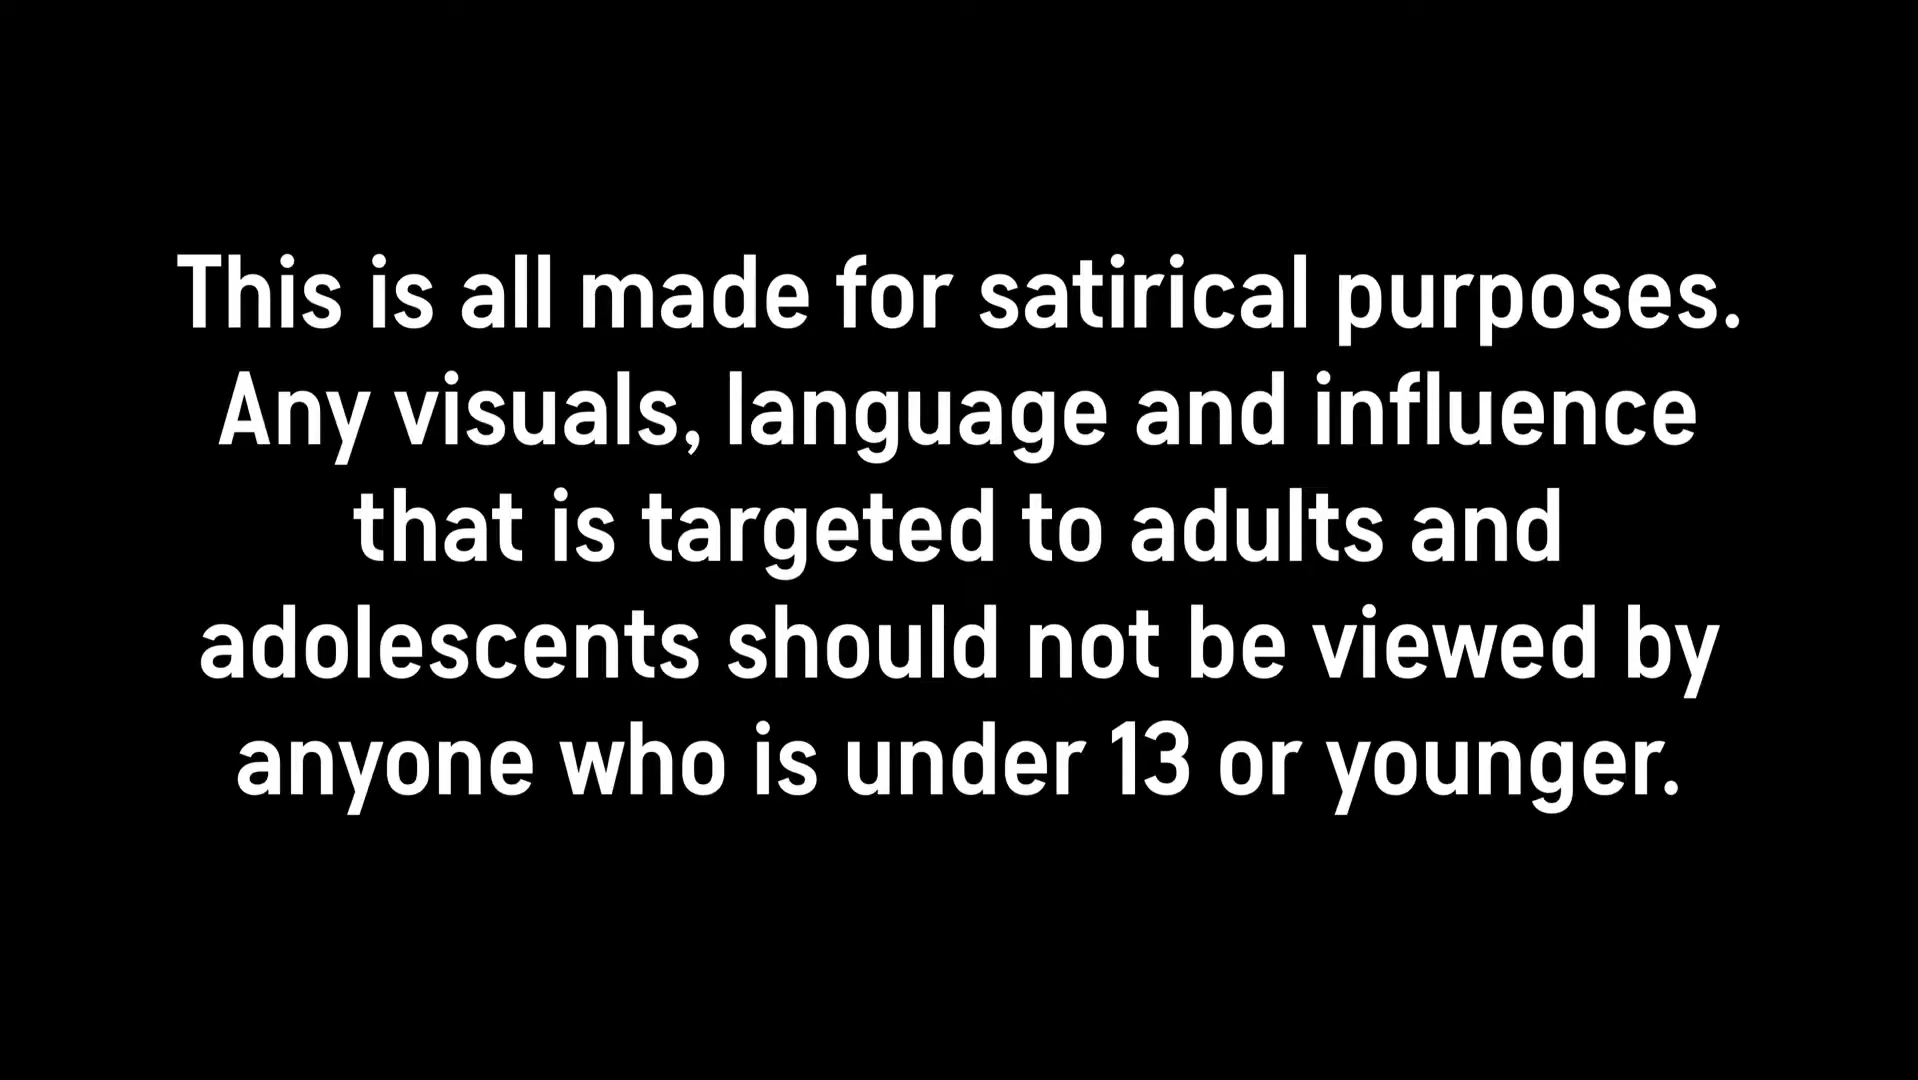 This is all made for satirical purposes.
Any visuals, language and influence
that is targeted to adults and
adolescents should not be viewed by
anyone who is under 13 or younger.